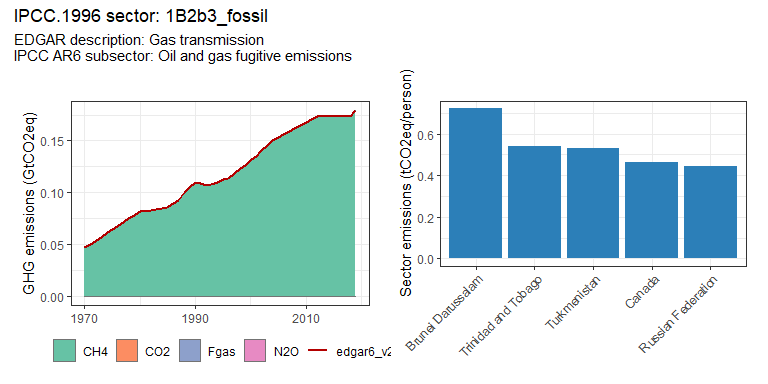 IPCC.1996 sector: 1B2b3_fossil
EDGAR description: Gas transmission
IPCC AR6 subsector: Oil and gas fugitive emissions
GHG emissions (GtCO2eq)
0.15
0.10
0.05
0.00
1970
1990
2010
CH4
CO2
Fgas
N2O
edgar6_v2
Sector emissions (tCO2eq/person)
0.6
0.4
0.2
0.0
Brunei Darussalam
Trinidad and Tobago
Turkmenistan
Canada
Russian Federation